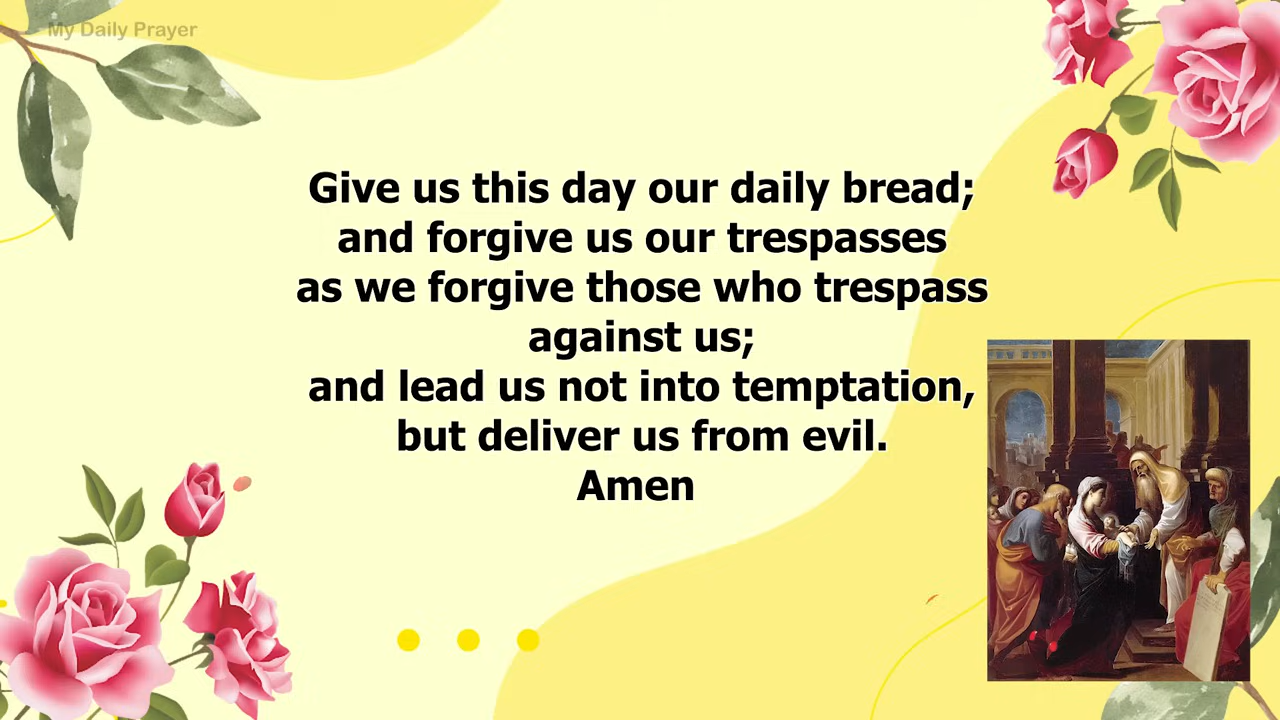 My Daily Prayer
Give us this day our daily bread;
and forgive us our trespasses
as we forgive those who trespass
against us;
and lead us not into temptation,
but deliver us from evil.
Amen